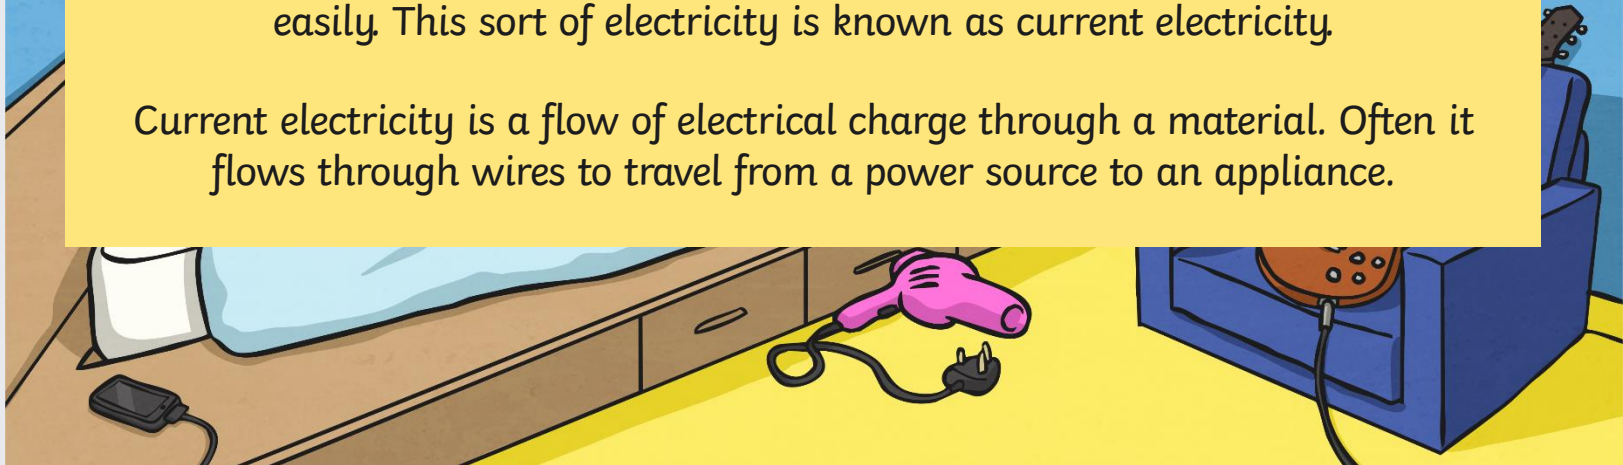 easily. This sort of electricity is known as current electricity.
Current electricity is a flow of electrical charge through a material. Often it
flows through wires to travel from a power source to an appliance.